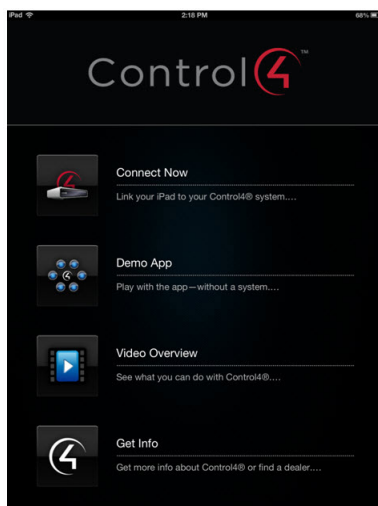 iPad 2:18 PM 68%
Control4™
Connect Now
Link your iPad to your Control4® system....
Demo App
Play with the app—without a system....
Video Overview
See what you can do with Control4®....
Get Info
Get more info about Control4® or find a dealer....